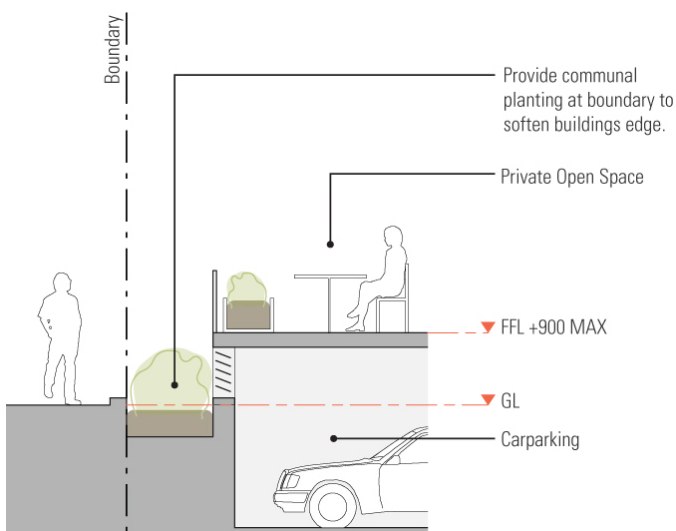 Boundary
Provide communal
planting at boundary to
soften buildings edge.
Private Open Space
FFL +900 MAX
GL
Carparking